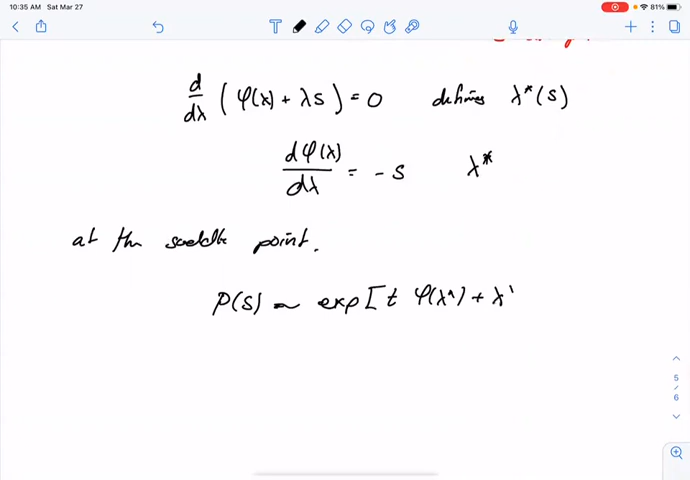 10:35 AM Sat Mar 27
81%
d/dλ ( φ(λ) + λs ) = 0 defines λ*(s)
dφ(λ)/dλ = - s λ*
at the saddle point.
P(s) ~ exp [ t φ(λ*) + λ'
5
/
6